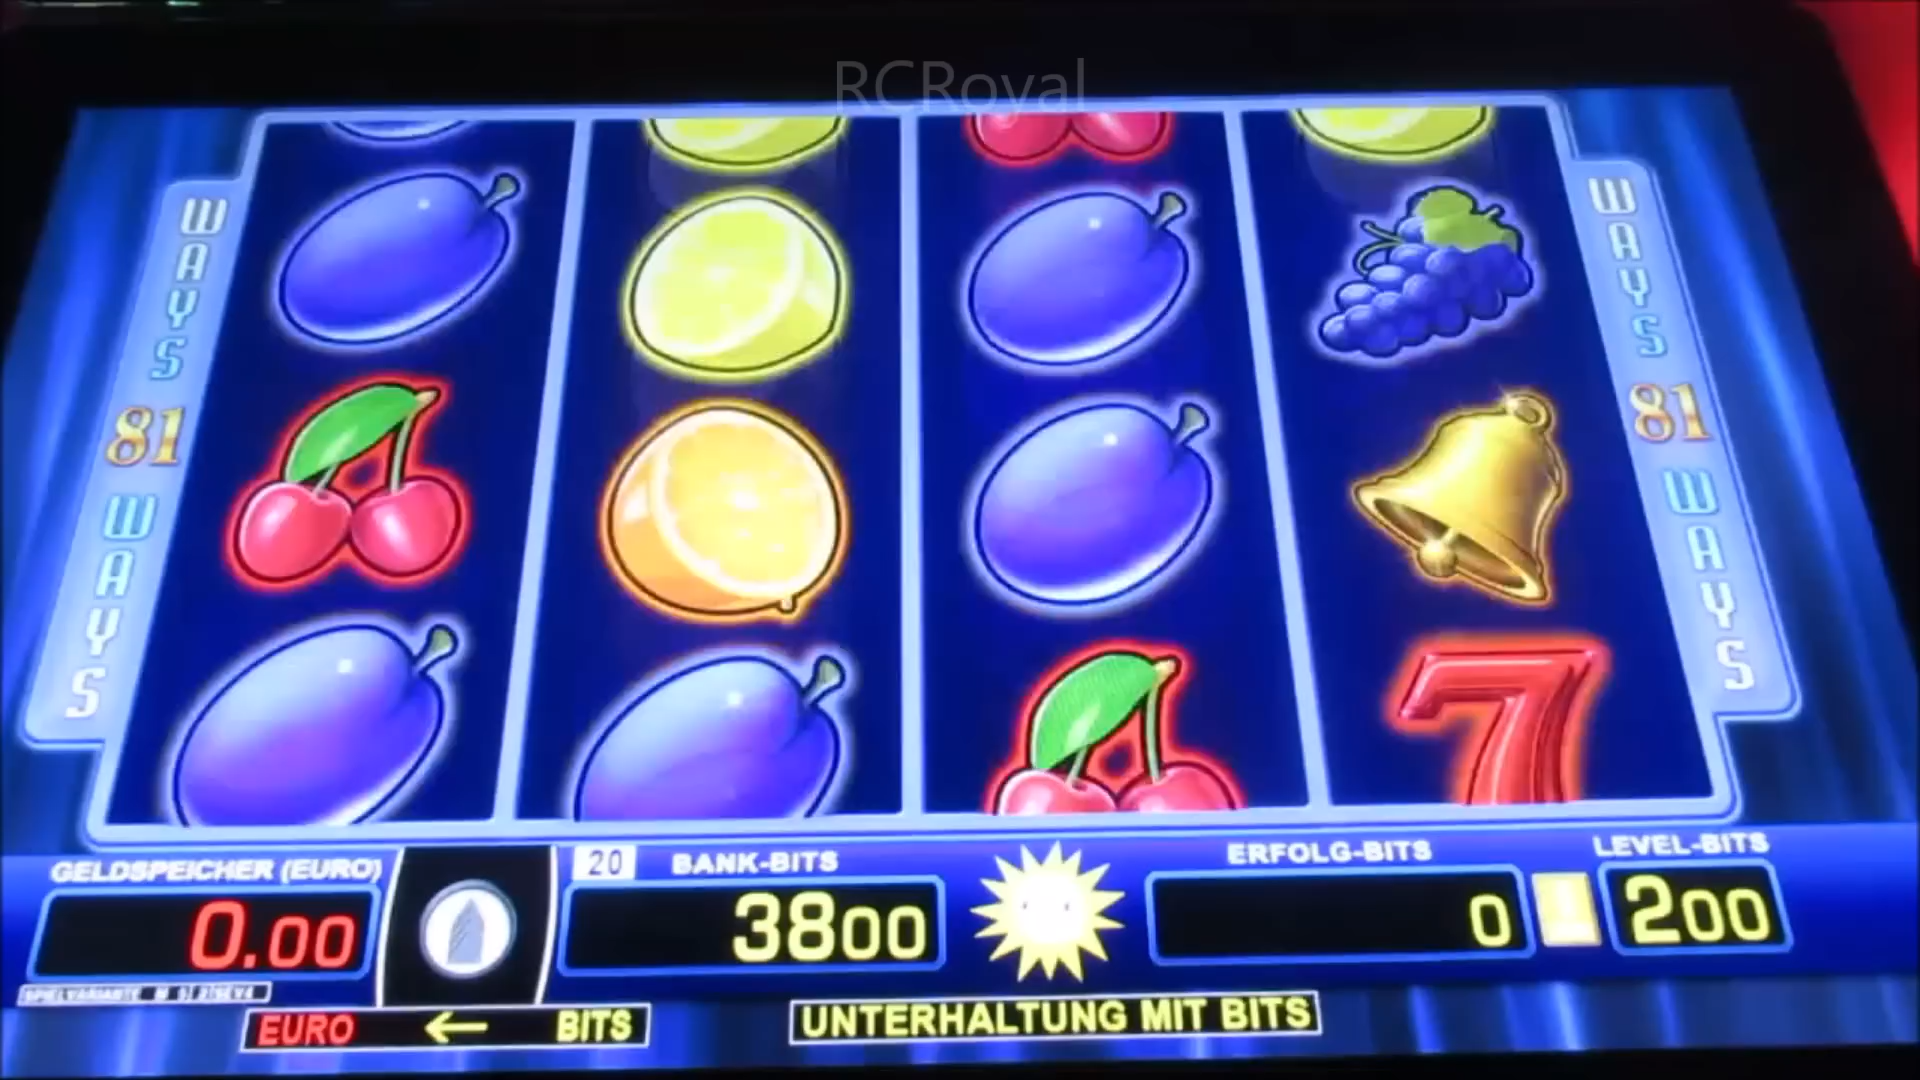 RCRoyal
WAYS
81
WAYS
WAYS
81
WAYS
GELDSPEICHER (EURO)
0.00
20 BANK-BITS
3800
ERFOLG-BITS
0
LEVEL-BITS
200
SPIELVARIANTE
EURO ← BITS
UNTERHALTUNG MIT BITS